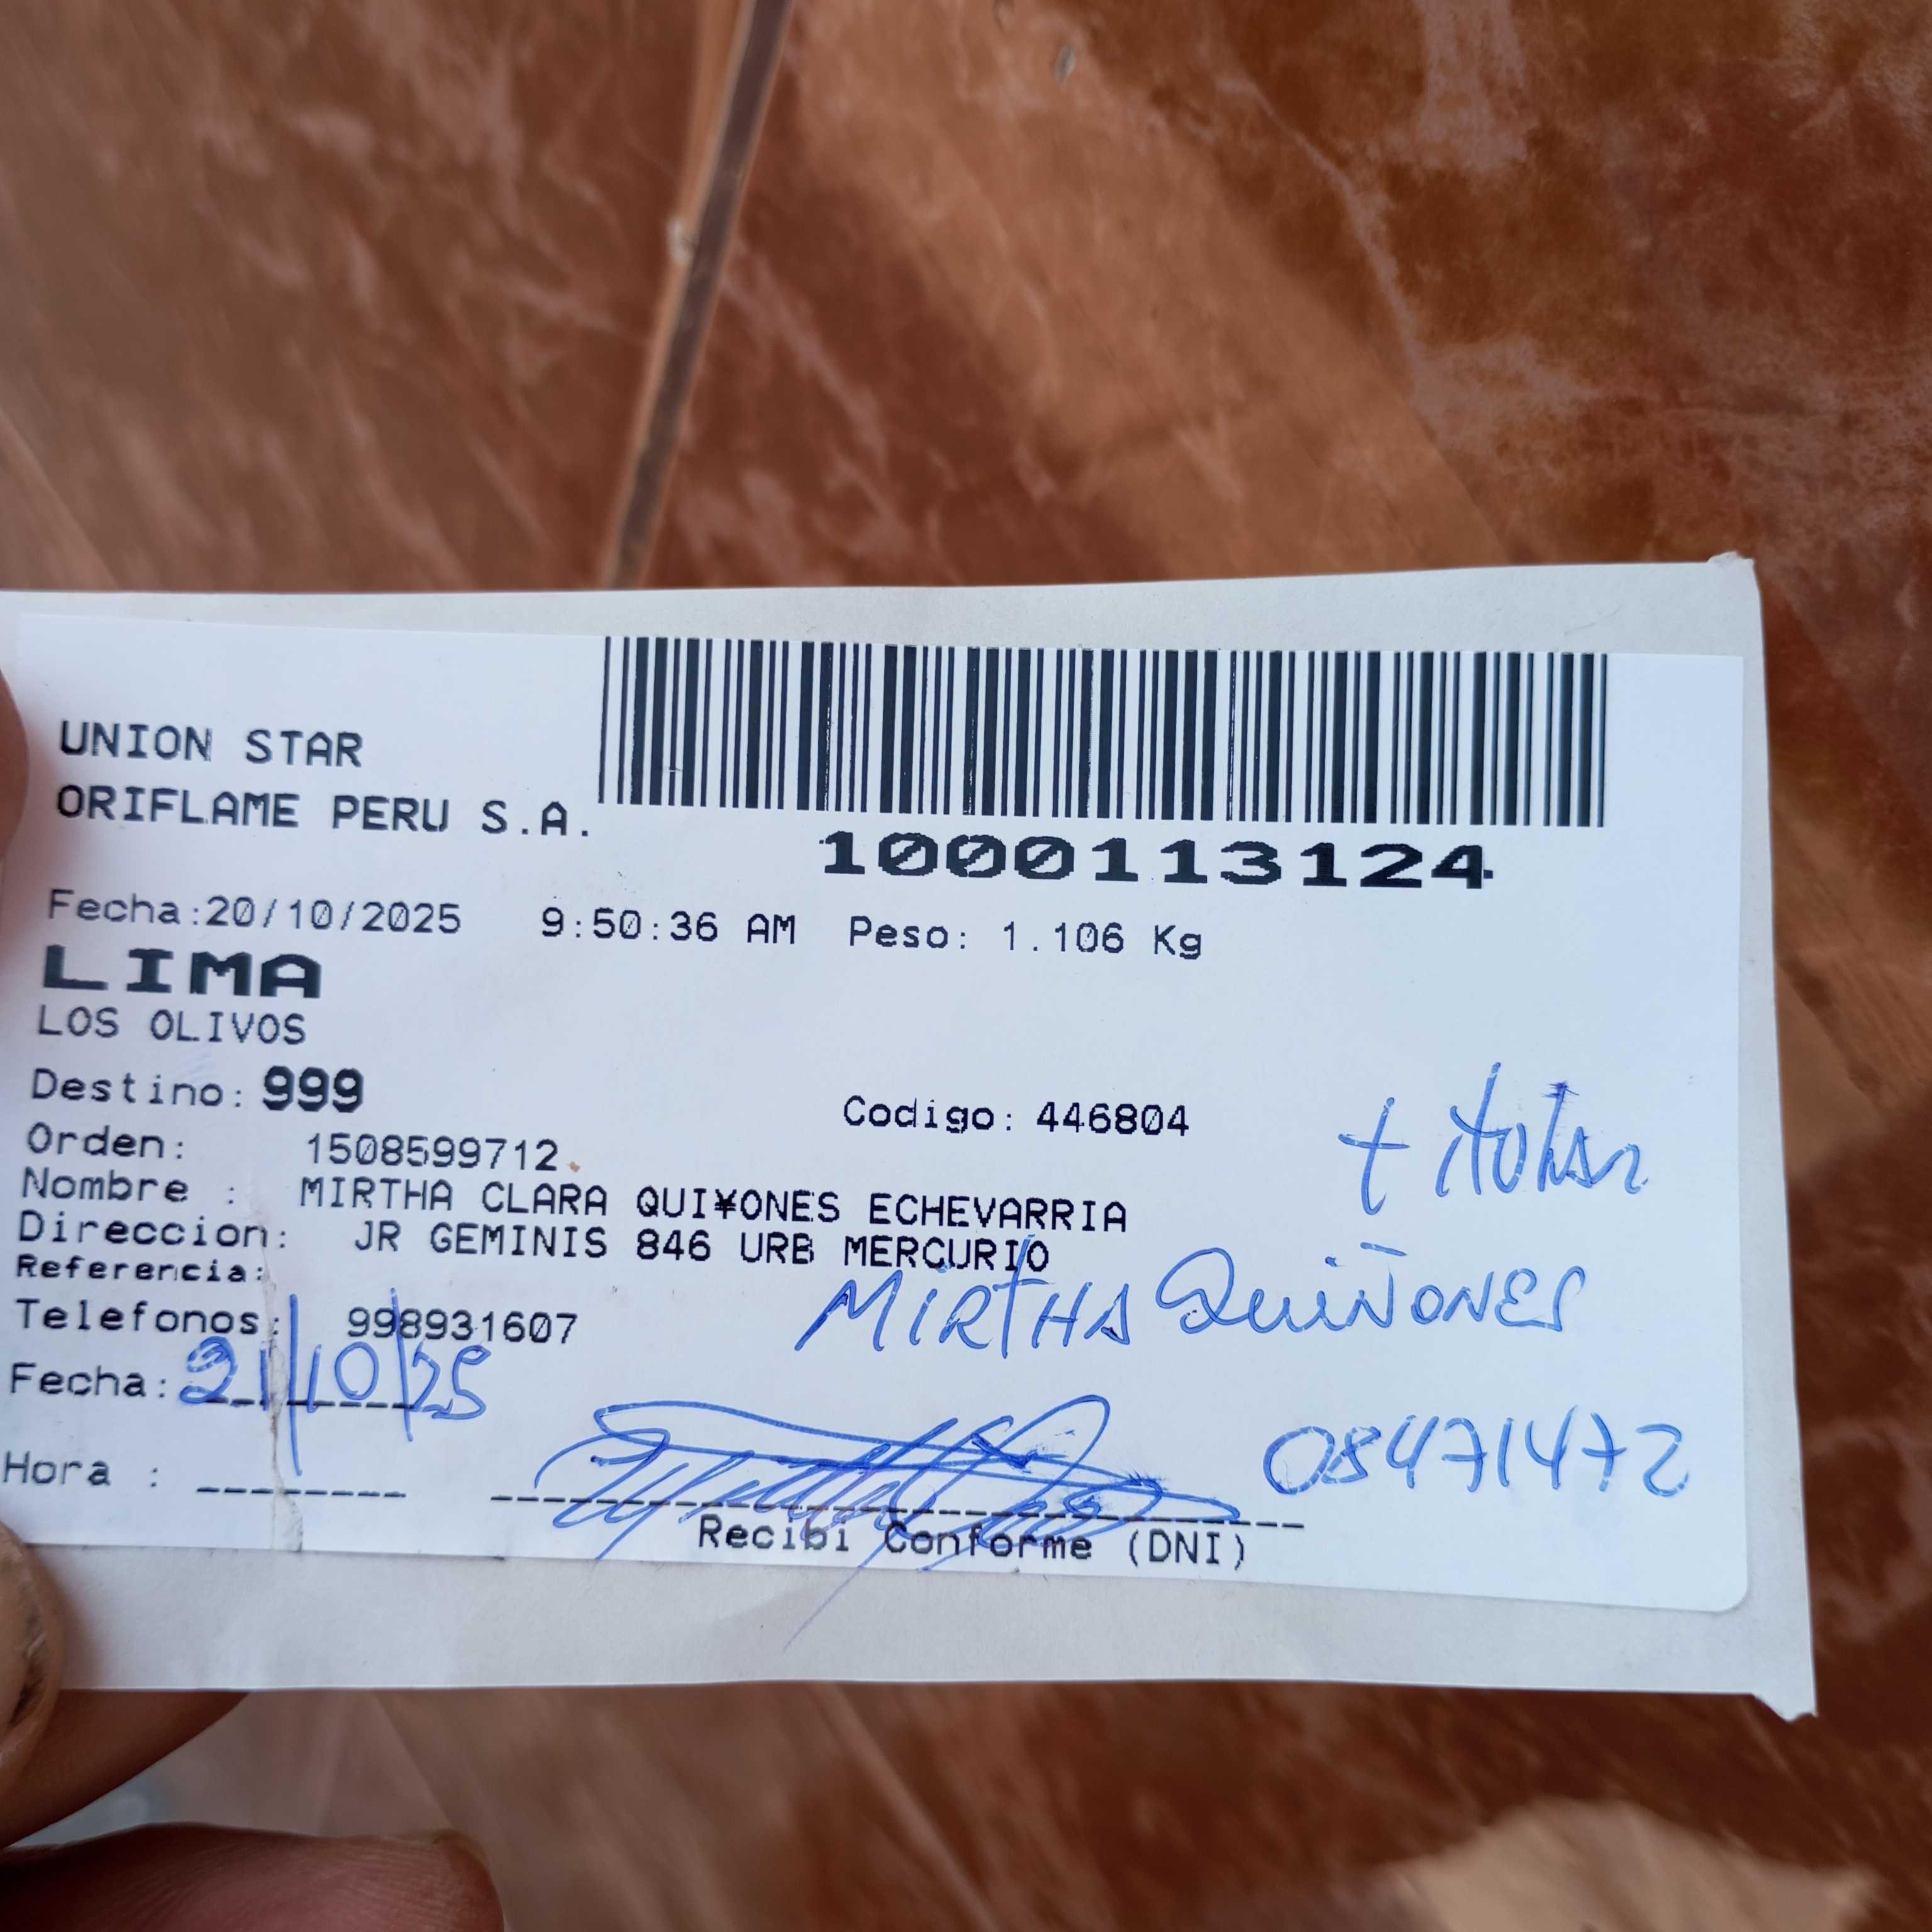 UNION STAR
ORIFLAME PERU S.A.
1000113124
Fecha:20/10/2025 9:50:36 AM Peso: 1.106 Kg
LIMA
LOS OLIVOS
Destino: 999 Codigo: 446804
titular
Orden: 1508599712
Nombre : MIRTHA CLARA QUI¥ONES ECHEVARRIA
Direccion: JR GEMINIS 846 URB MERCURIO
Referencia:
MIRTHA QUIÑONES
Telefonos: 998931607
Fecha: 21/10/25
08471472
Hora :
Recibi Conforme (DNI)